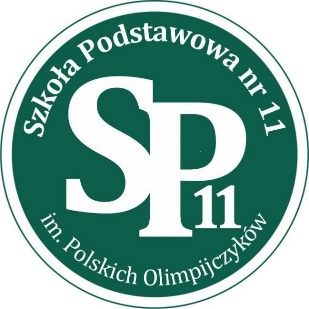 Szkoła Podstawowa nr 11
SP
11
im. Polskich Olimpijczyków